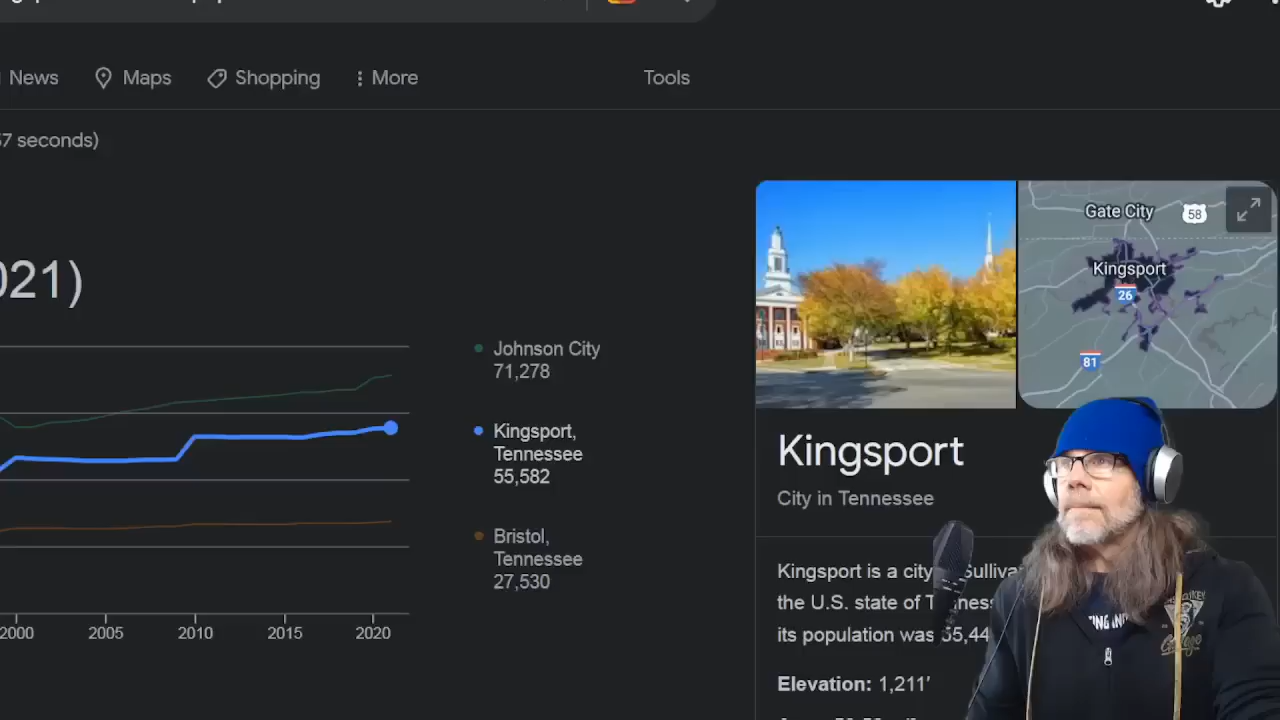 News
Maps
Shopping
More
Tools
57 seconds)
021)
Gate City
58
Kingsport
26
81
Johnson City
71,278
Kingsport,
Tennessee
55,582
Bristol,
Tennessee
27,530
2000 2005 2010 2015 2020
Kingsport
City in Tennessee
Kingsport is a city
the U.S. state of
its population was
Elevation: 1,211′